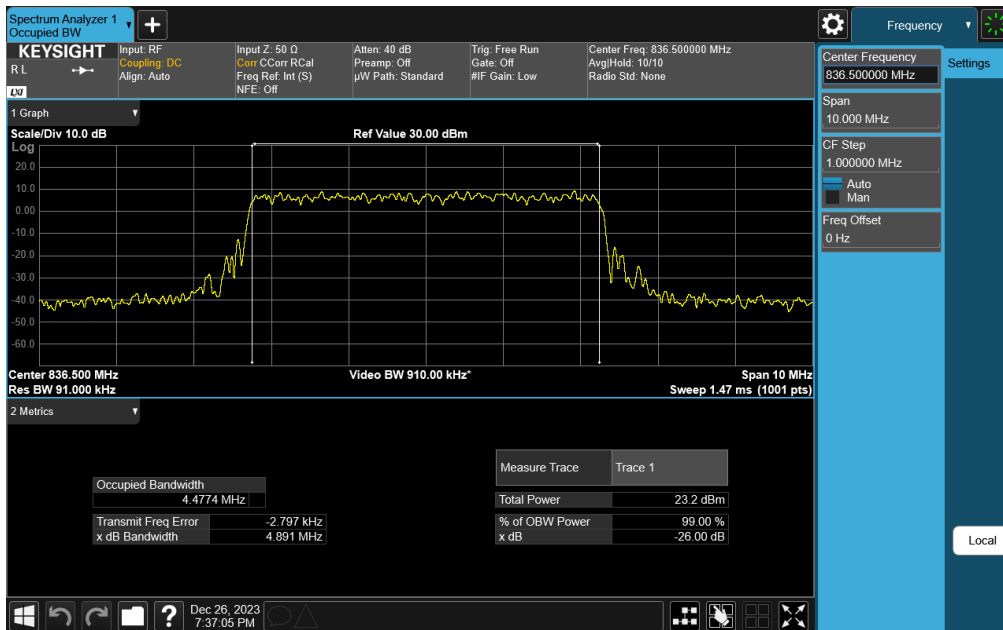 Spectrum Analyzer 1
Occupied BW
Frequency
KEYSIGHT
R L
LXI
Input: RF
Coupling: DC
Align: Auto
Input Z: 50 Ω
Corr CCorr RCal
Freq Ref: Int (S)
NFE: Off
Atten: 40 dB
Preamp: Off
µW Path: Standard
Trig: Free Run
Gate: Off
#IF Gain: Low
Center Freq: 836.500000 MHz
Avg|Hold: 10/10
Radio Std: None
Center Frequency
836.500000 MHz
Settings
Span
10.000 MHz
CF Step
1.000000 MHz
Auto
Man
Freq Offset
0 Hz
Local
1 Graph
Scale/Div 10.0 dB
Ref Value 30.00 dBm
Log
20.0
10.0
0.00
-10.0
-20.0
-30.0
-40.0
-50.0
-60.0
Center 836.500 MHz
Video BW 910.00 kHz*
Span 10 MHz
Res BW 91.000 kHz
Sweep 1.47 ms (1001 pts)
2 Metrics
Occupied Bandwidth
4.4774 MHz
Transmit Freq Error -2.797 kHz
x dB Bandwidth 4.891 MHz
Measure Trace Trace 1
Total Power 23.2 dBm
% of OBW Power 99.00 %
x dB -26.00 dB
?
Dec 26, 2023
7:37:05 PM